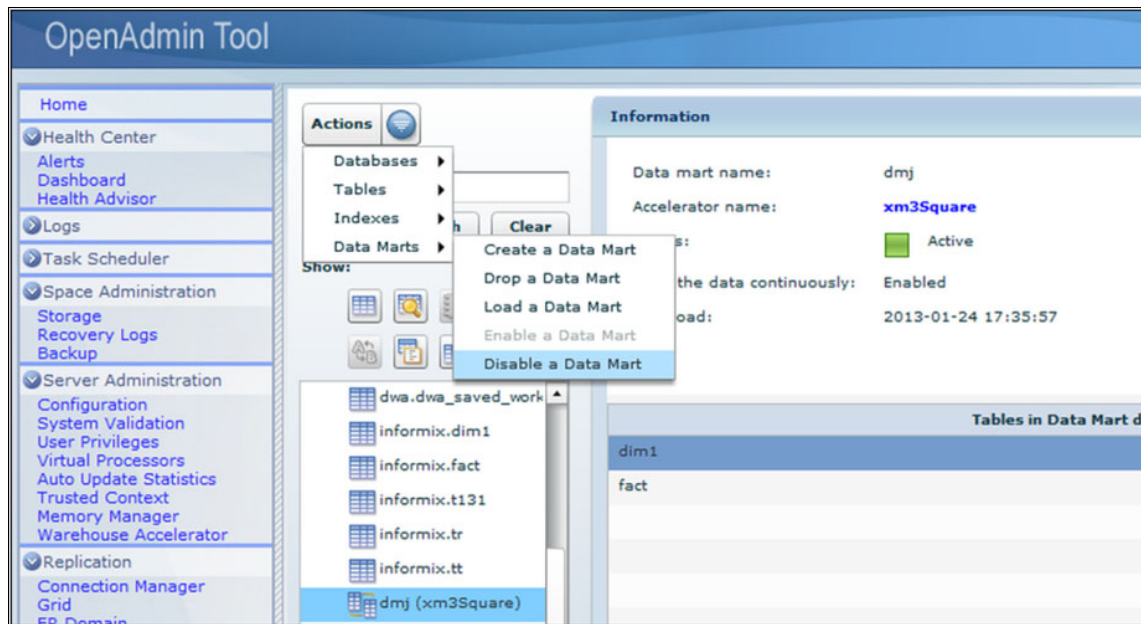 OpenAdmin Tool
Home
Health Center
Alerts
Dashboard
Health Advisor
Logs
Task Scheduler
Space Administration
Storage
Recovery Logs
Backup
Server Administration
Configuration
System Validation
User Privileges
Virtual Processors
Auto Update Statistics
Trusted Context
Memory Manager
Warehouse Accelerator
Replication
Connection Manager
Grid
ER Domain
Actions
Databases
Tables
Indexes
Data Marts
h
Clear
Show:
Create a Data Mart
Drop a Data Mart
Load a Data Mart
Enable a Data Mart
Disable a Data Mart
dwa.dwa_saved_work
informix.dim1
informix.fact
informix.t131
informix.tr
informix.tt
dmj (xm3Square)
Information
Data mart name: dmj
Accelerator name: xm3Square
s: Active
the data continuously: Enabled
oad: 2013-01-24 17:35:57
Tables in Data Mart d
dim1
fact